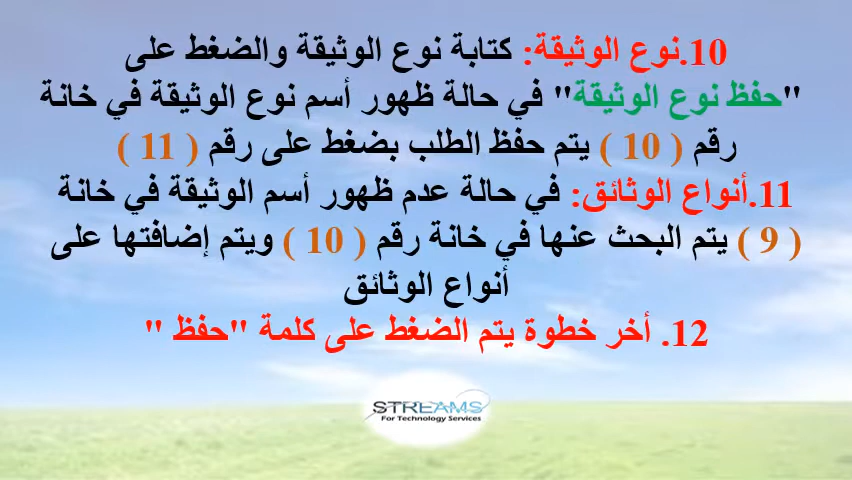 10.نوع الوثيقة: كتابة نوع الوثيقة والضغط على
"حفظ نوع الوثيقة" في حالة ظهور أسم نوع الوثيقة في خانة
رقم ( 10 ) يتم حفظ الطلب بضغط على رقم ( 11 )
11.أنواع الوثائق: في حالة عدم ظهور أسم الوثيقة في خانة
( 9 ) يتم البحث عنها في خانة رقم ( 10 ) ويتم إضافتها على
أنواع الوثائق
12. أخر خطوة يتم الضغط على كلمة "حفظ "
STREAMS
For Technology Services